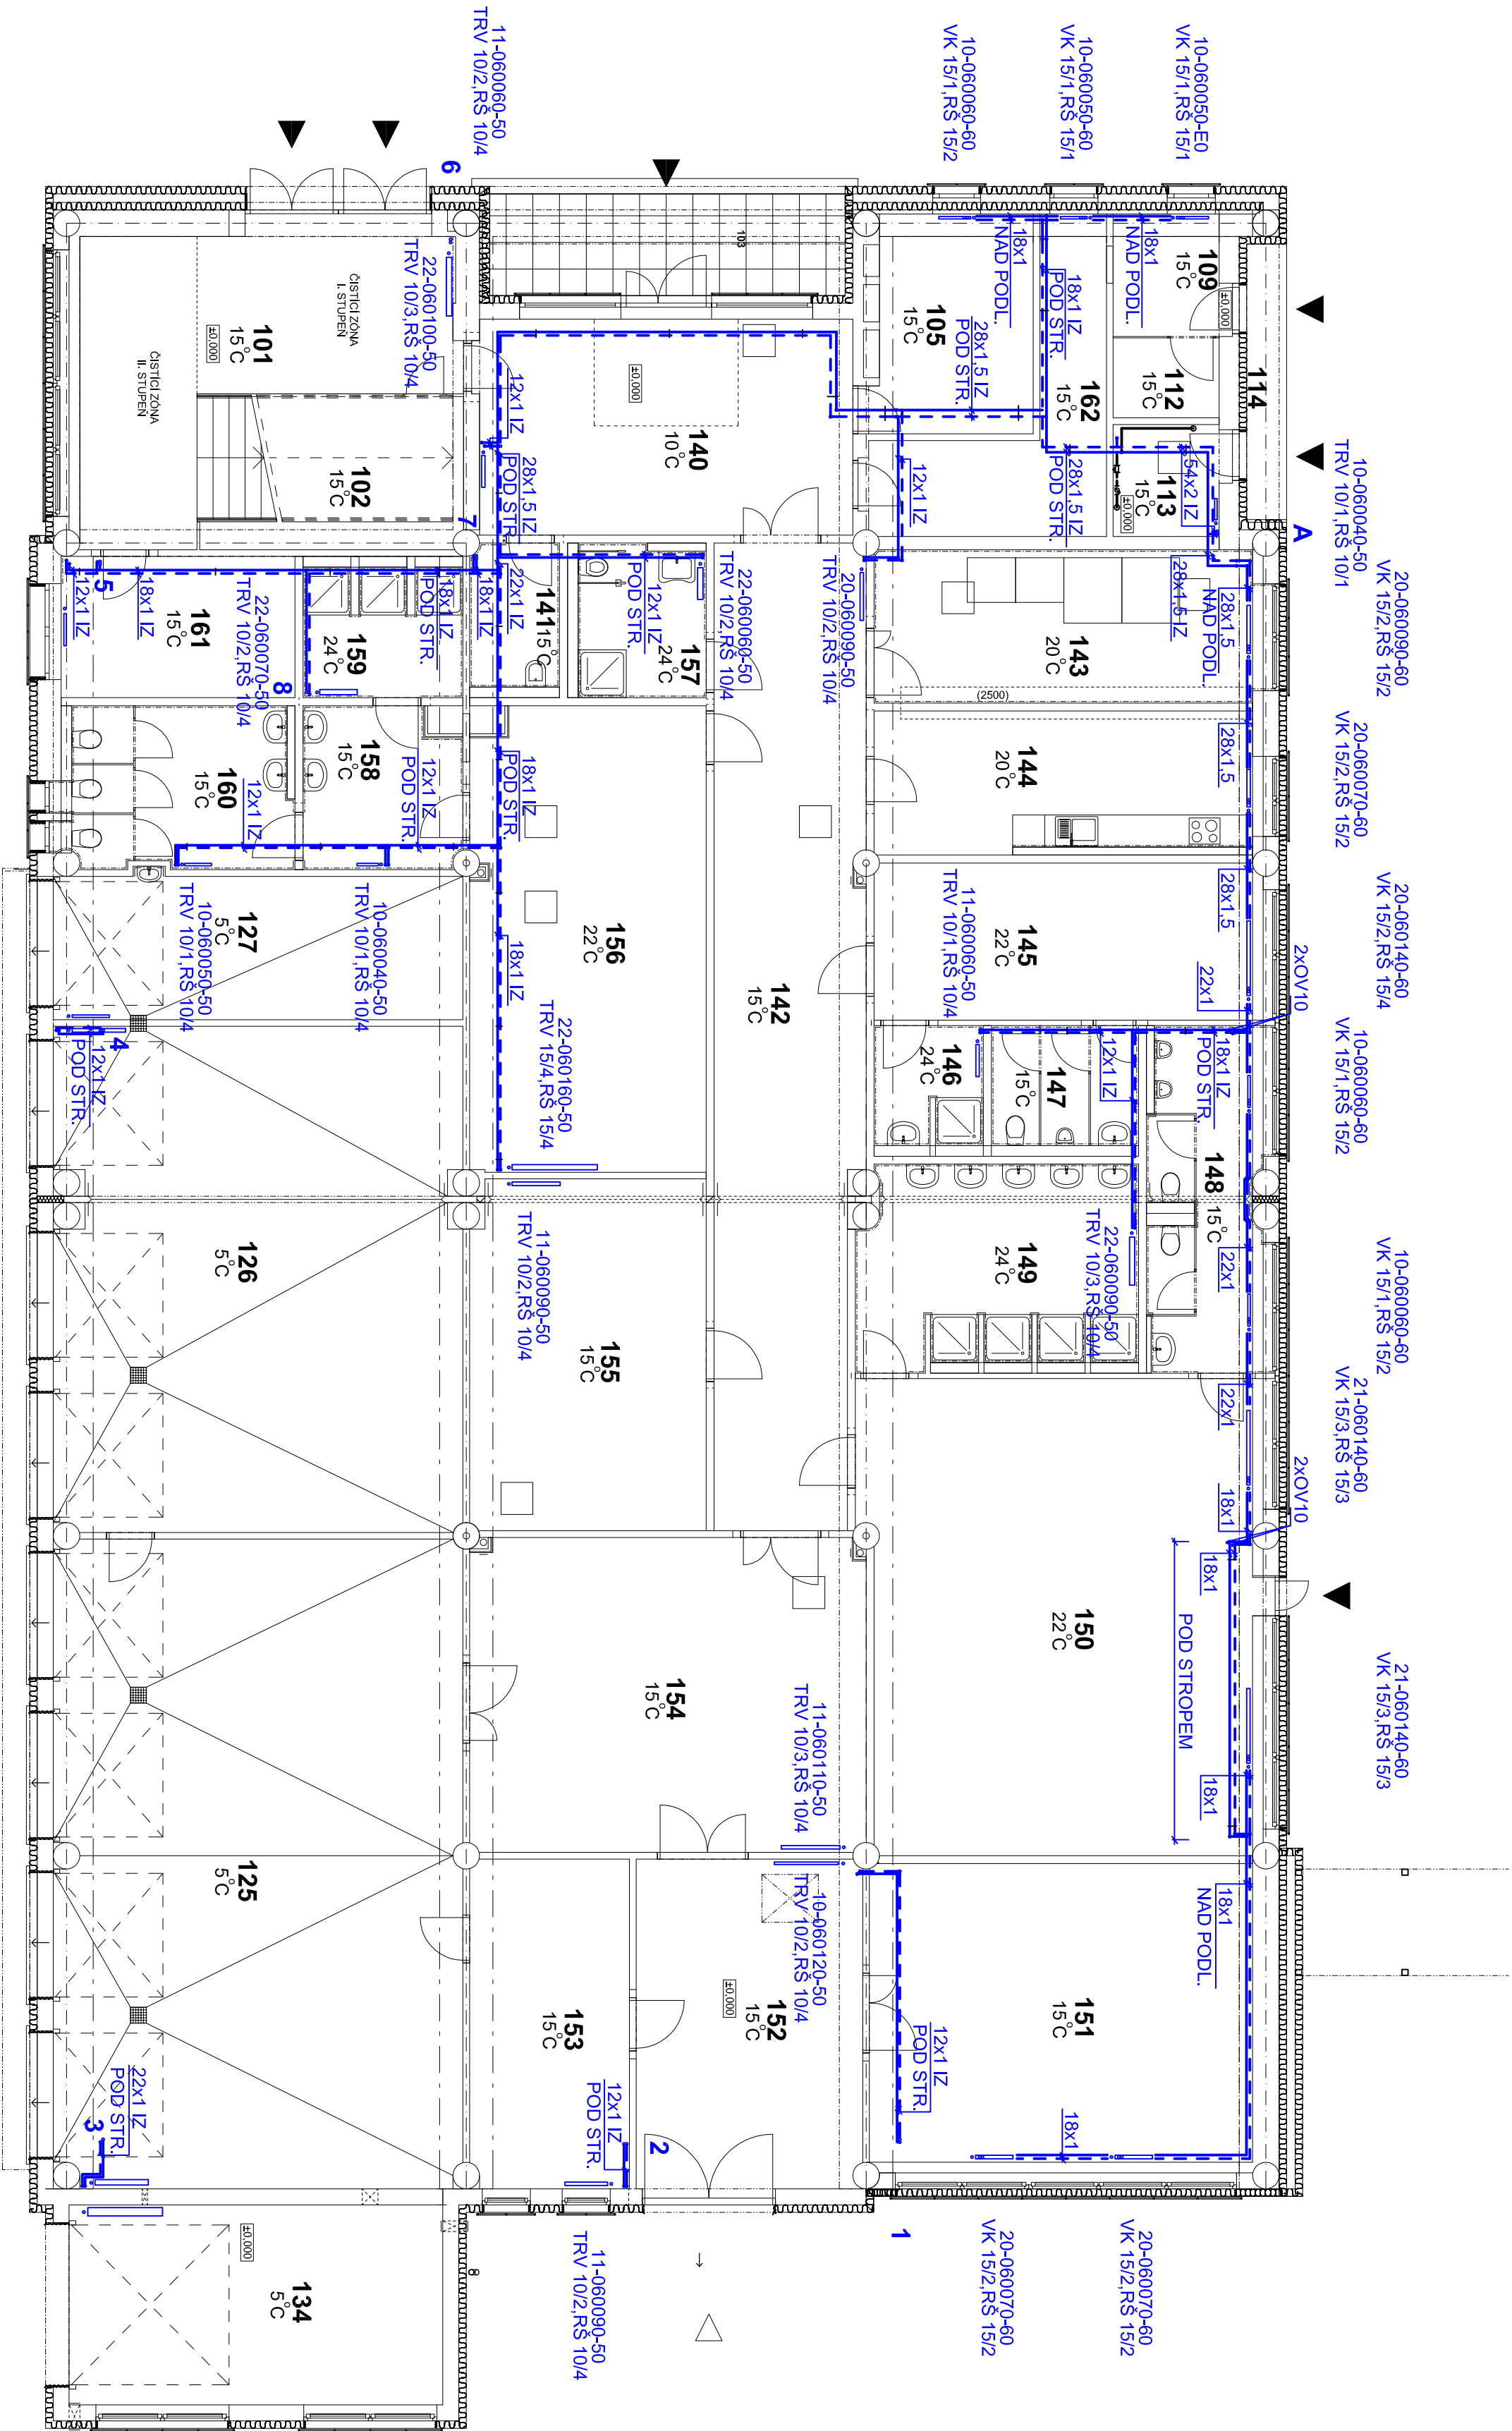 10-060050-E0
VK 15/1,RŠ 15/1
10-060050-60
VK 15/1,RŠ 15/1
10-060060-60
VK 15/1,RŠ 15/2
11-060060-50
TRV 10/2,RŠ 10/4
10-060040-50
TRV 10/1,RŠ 10/1
20-060090-60
VK 15/2,RŠ 15/2
20-060070-60
VK 15/2,RŠ 15/2
20-060140-60
VK 15/2,RŠ 15/4
10-060060-60
VK 15/1,RŠ 15/2
10-060060-60
VK 15/1,RŠ 15/2
21-060140-60
VK 15/3,RŠ 15/3
21-060140-60
VK 15/3,RŠ 15/3
A
2xOV10
2xOV10
114
109
15°C
±0,000
18x1
NAD PODL.
112
15°C
113
15°C
±0,000
54x2 IZ
162
15°C
18x1 IZ
POD STR.
28x1,5 IZ
POD STR.
105
15°C
18x1
NAD PODL.
28x1,5 IZ
POD STR.
12x1 IZ
103
28x1,5
NAD PODL.
28x1,5 IZ
143
20°C
(2500)
20-060090-50
TRV 10/2,RŠ 10/4
28x1,5
144
20°C
28x1,5
22x1
145
22°C
11-060060-50
TRV 10/1,RŠ 10/4
18x1 IZ
POD STR.
12x1 IZ
146
24°C
147
15°C
148
15°C
22x1
149
24°C
22-060090-50
TRV 10/3,RŠ 10/4
22x1
18x1
18x1
POD STROPEM
18x1
150
22°C
18x1
NAD PODL.
151
15°C
18x1
12x1 IZ
POD STR.
1
20-060070-60
VK 15/2,RŠ 15/2
20-060070-60
VK 15/2,RŠ 15/2
140
10°C
±0,000
12x1 IZ
28x1,5 IZ
POD STR.
142
15°C
22-060060-50
TRV 10/2,RŠ 10/4
157
24°C
12x1 IZ
POD STR.
141
15°C
22x1 IZ
18x1 IZ
156
22°C
18x1 IZ
POD STR.
18x1 IZ
22-060160-50
TRV 15/4,RŠ 15/4
155
15°C
11-060090-50
TRV 10/2,RŠ 10/4
154
15°C
11-060110-50
TRV 10/3,RŠ 10/4
10-060120-50
TRV 10/2,RŠ 10/4
152
15°C
±0,000
153
15°C
12x1 IZ
POD STR.
2
11-060090-50
TRV 10/2,RŠ 10/4
6
22-060100-50
TRV 10/3,RŠ 10/4
ČISTÍCÍ ZÓNA
I. STUPEŇ
101
15°C
±0,000
ČISTÍCÍ ZÓNA
II. STUPEŇ
102
15°C
7
5
12x1 IZ
18x1 IZ
161
15°C
22-060070-50
TRV 10/2,RŠ 10/4
159
24°C
18x1 IZ
POD STR.
8
158
15°C
12x1 IZ
POD STR.
160
15°C
12x1 IZ
10-060040-50
TRV 10/1,RŠ 10/4
10-060050-50
TRV 10/1,RŠ 10/4
127
5°C
4
12x1 IZ
POD STR.
126
5°C
125
5°C
22x1 IZ
POD STR.
3
±0,000
134
5°C
8